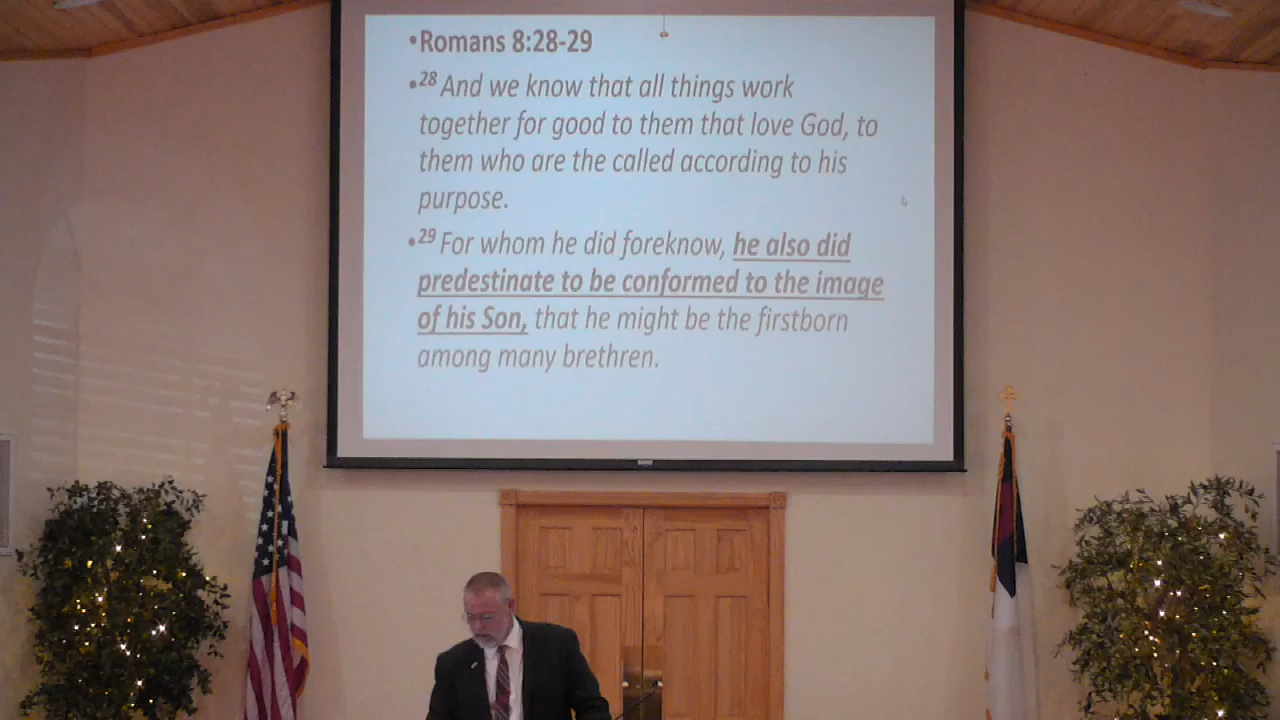 •Romans 8:28-29
•28 And we know that all things work
together for good to them that love God, to
them who are the called according to his
purpose.
•29 For whom he did foreknow, he also did
predestinate to be conformed to the image
of his Son, that he might be the firstborn
among many brethren.